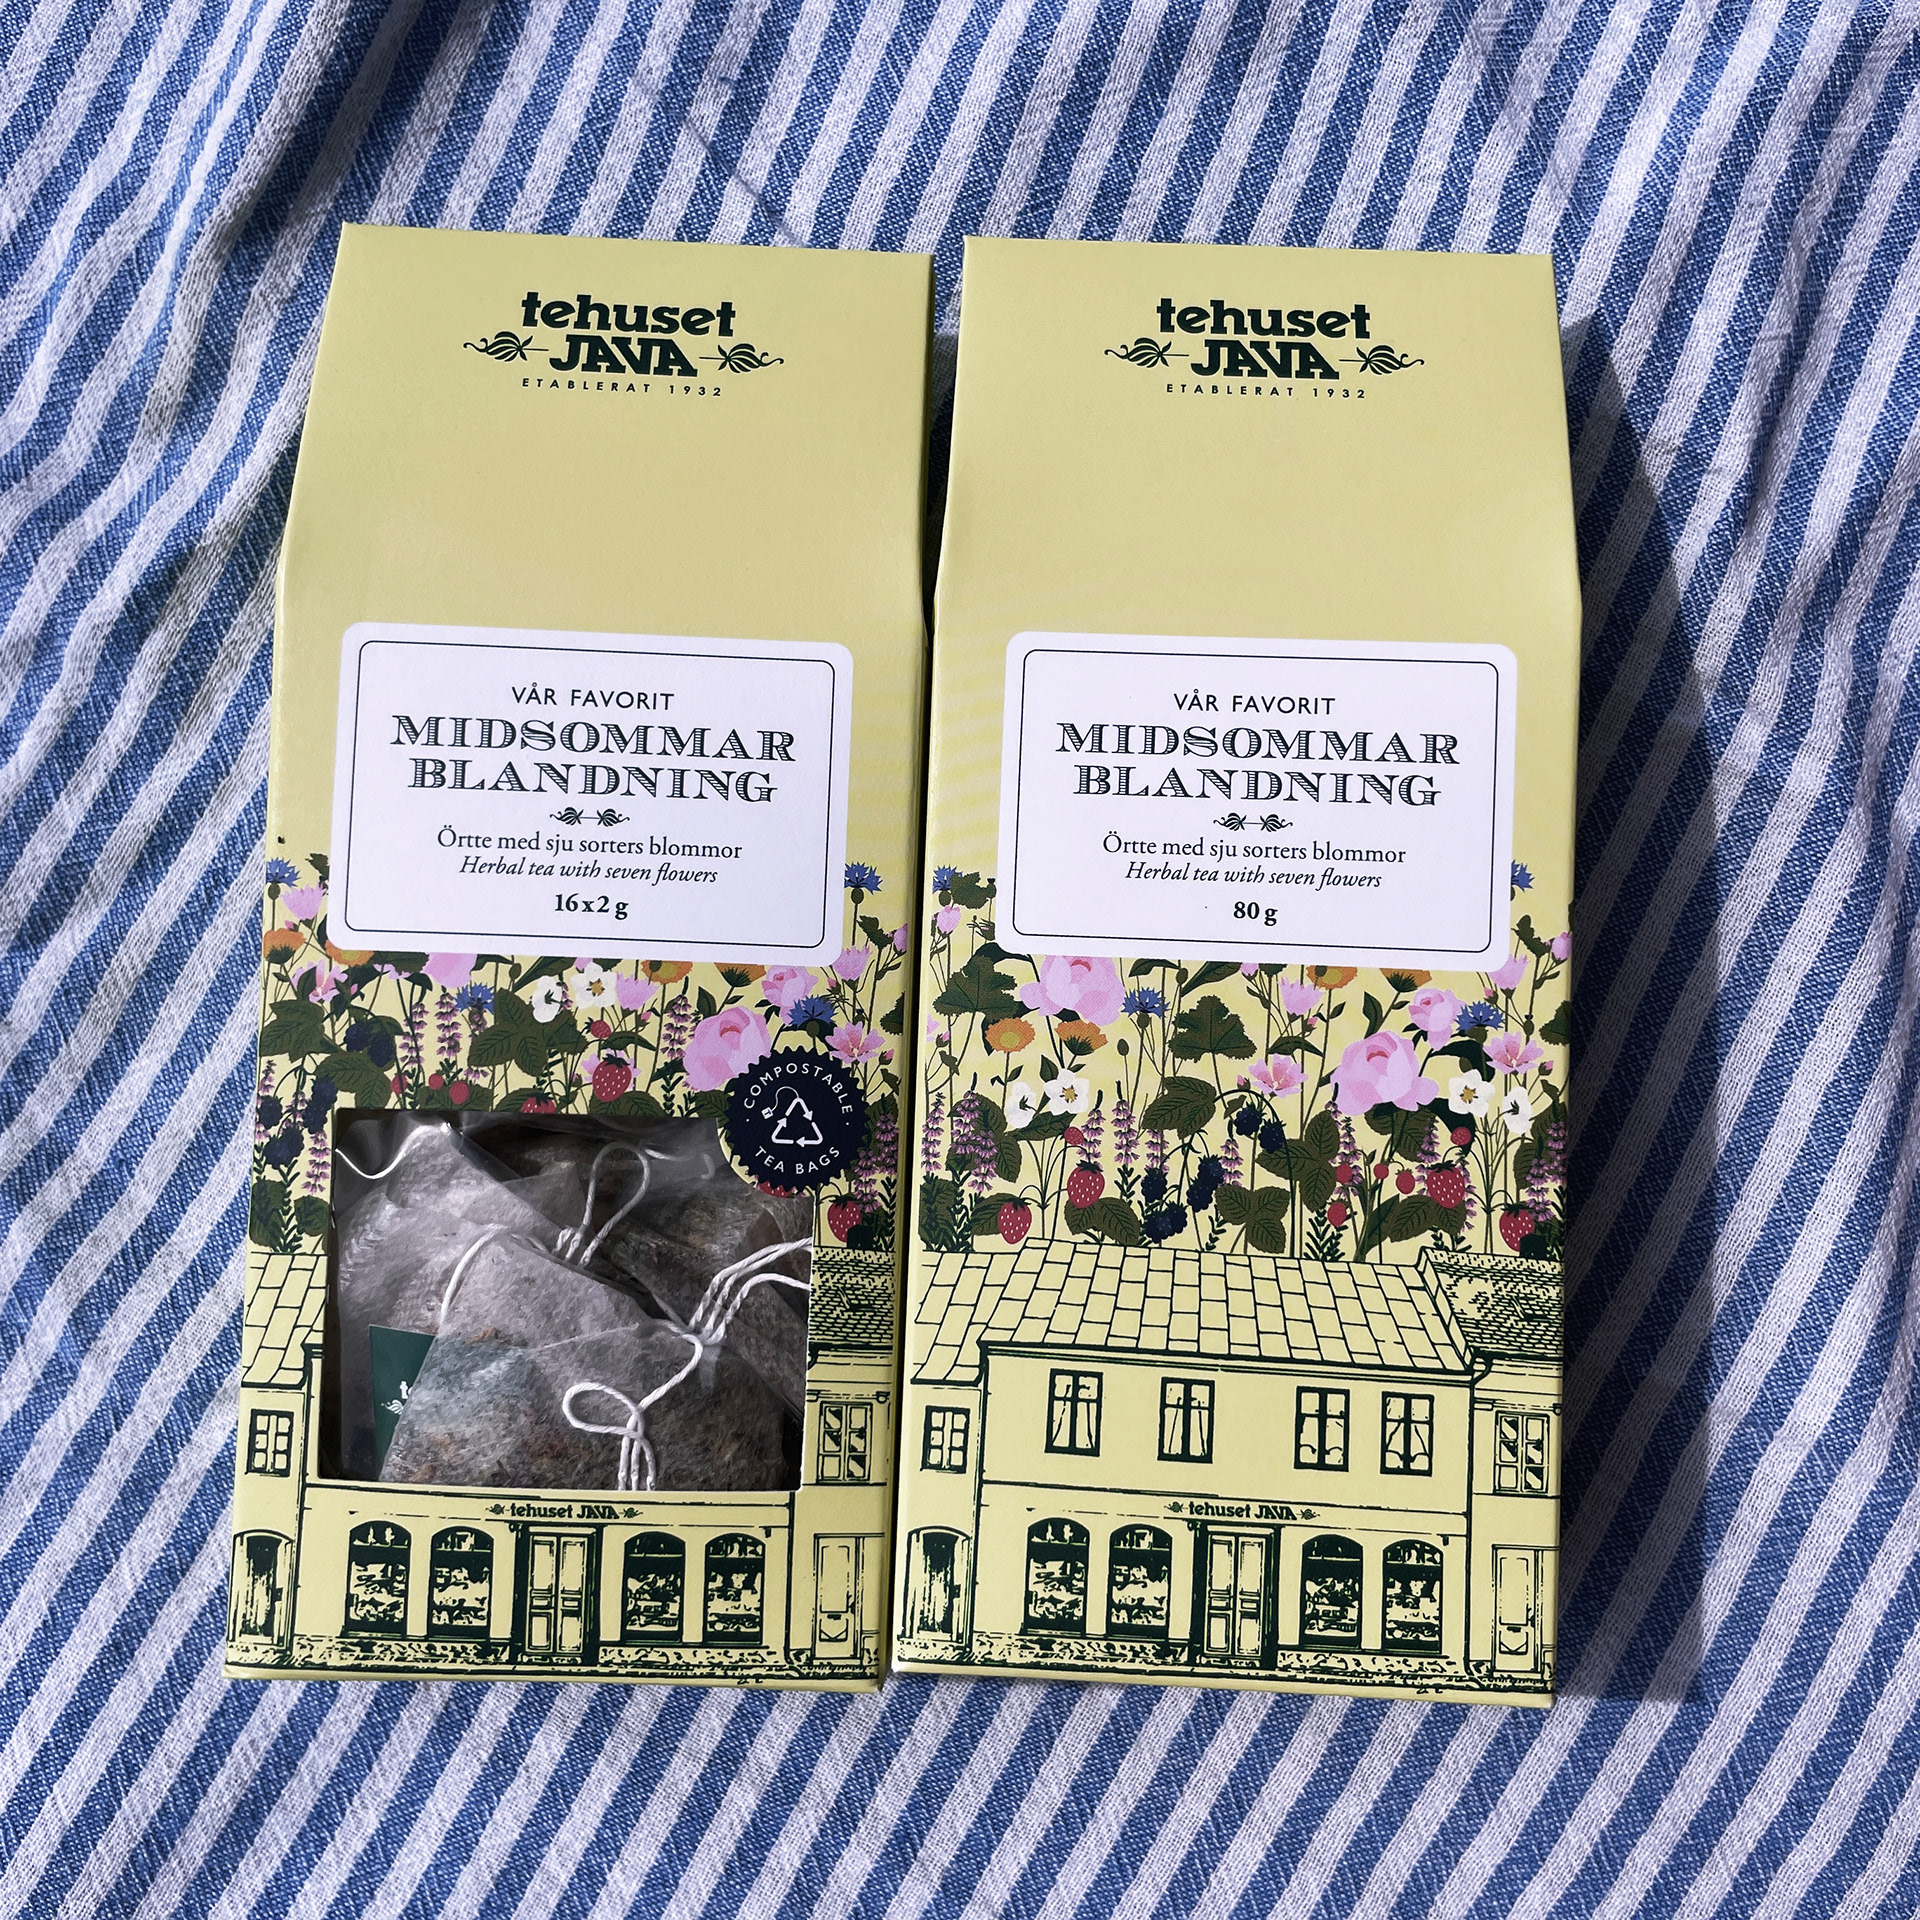 tehuset
JAVA
ETABLERAT 1932
VÅR FAVORIT
MIDSOMMAR
BLANDNING
Örtte med sju sorters blommor
Herbal tea with seven flowers
16x2 g
COMPOSTABLE
TEA BAGS
tehuset JAVA
tehuset
JAVA
ETABLERAT 1932
VÅR FAVORIT
MIDSOMMAR
BLANDNING
Örtte med sju sorters blommor
Herbal tea with seven flowers
80 g
tehuset JAVA